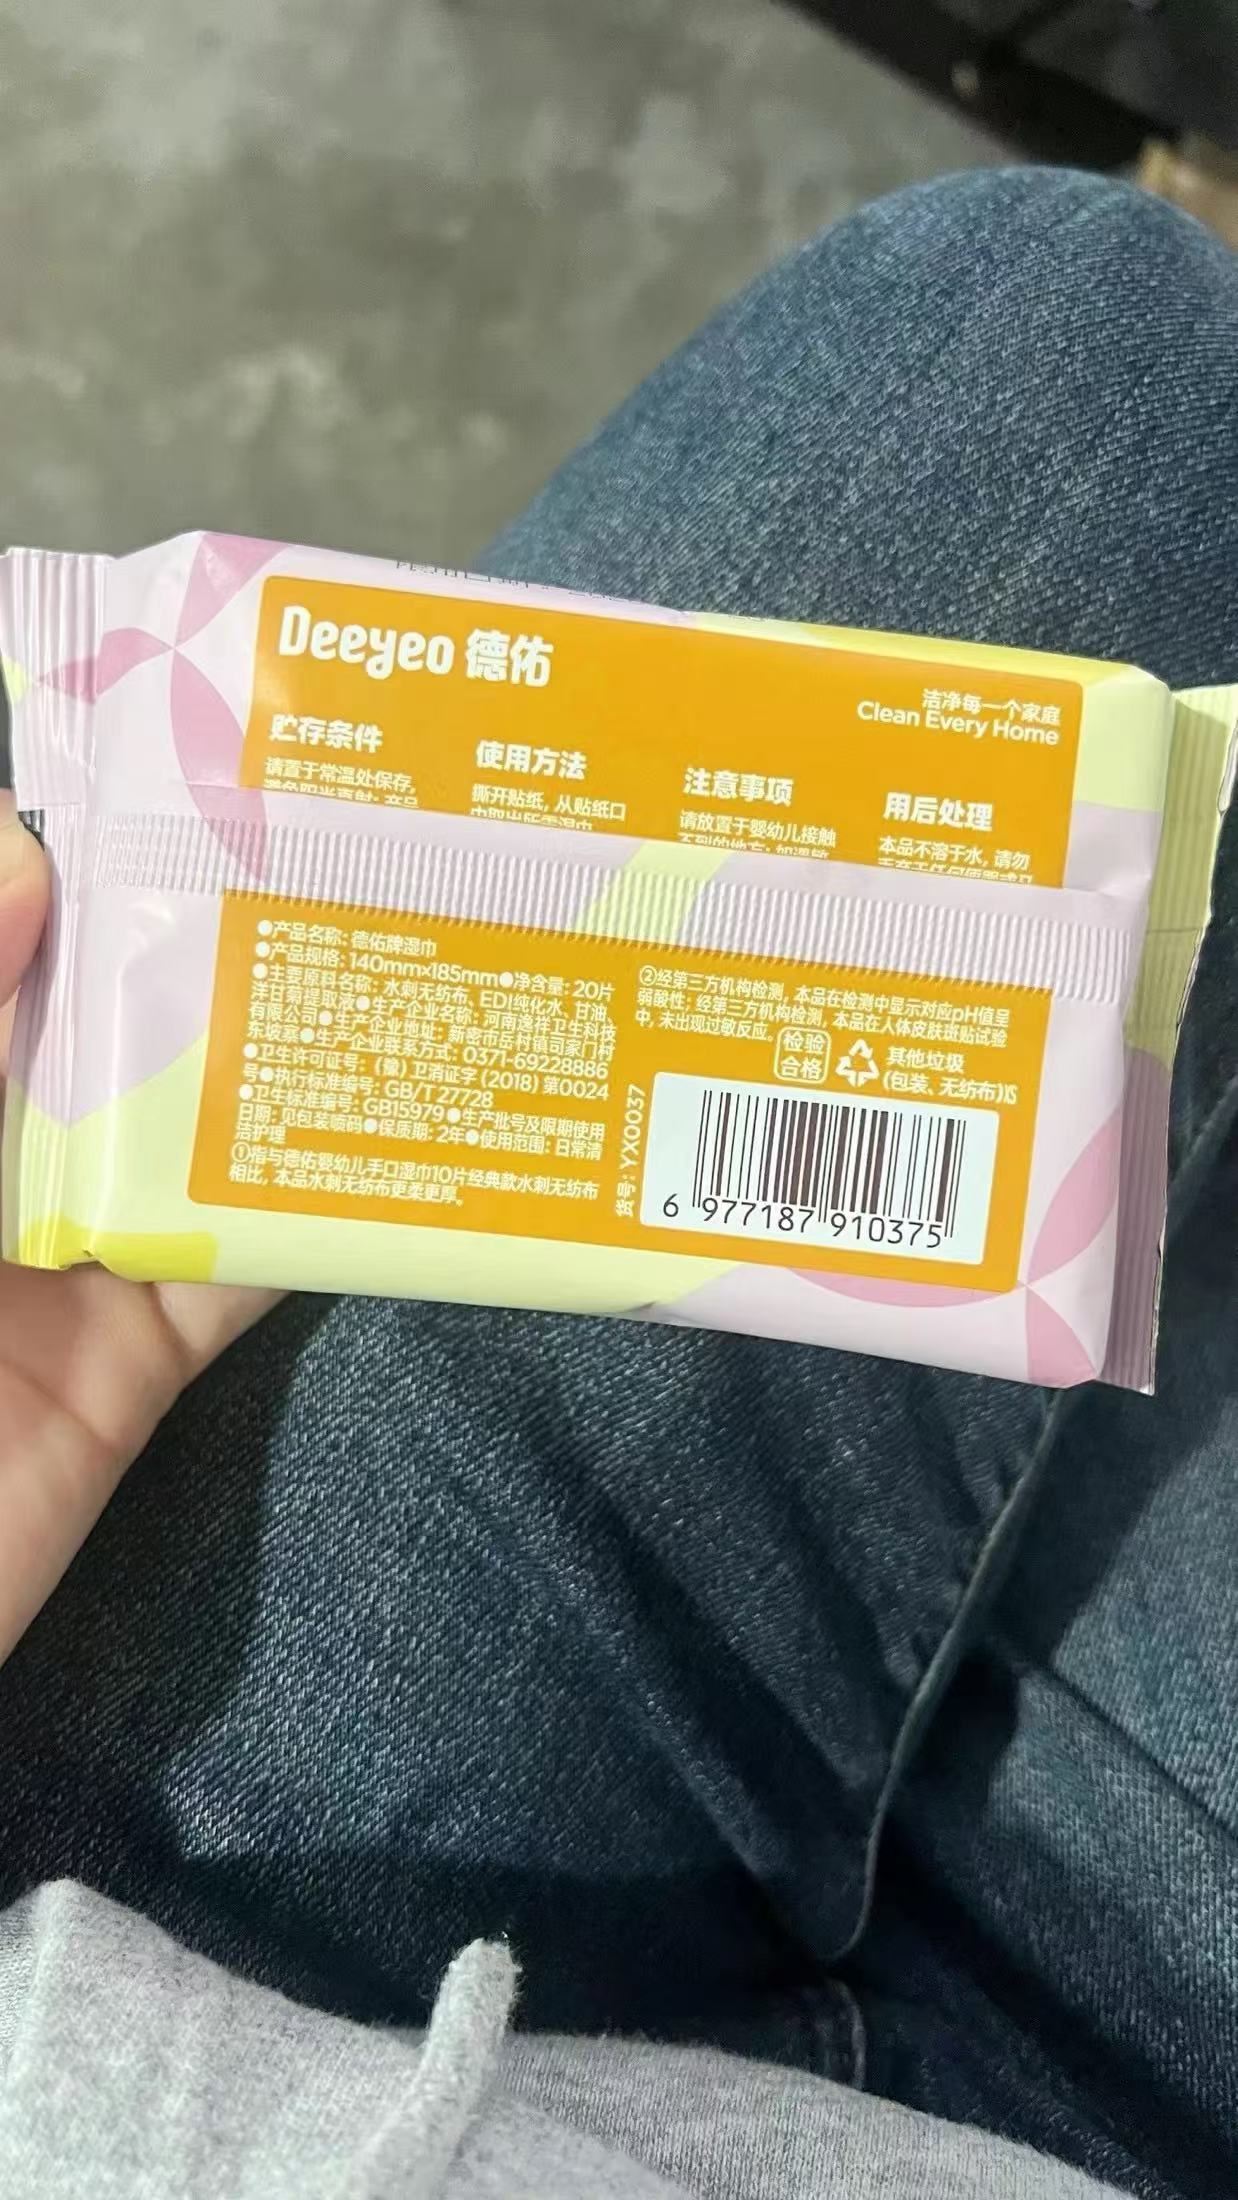 Deeyeo 德佑
洁净每一个家庭
Clean Every Home
贮存条件
请置于常温处保存,
使用方法
撕开贴纸, 从贴纸口
注意事项
请放置于婴幼儿接触
用后处理
本品不溶于水, 请勿
●产品名称: 德佑牌湿巾
●产品规格: 140mm×185mm●净含量: 20片
●主要原料名称: 水刺无纺布、EDI纯化水、甘油、
洋甘菊提取液●生产企业名称: 河南逸祥卫生科技
有限公司●生产企业地址: 新密市岳村镇司家门村
东坡寨●生产企业联系方式: 0371-69228886
●卫生许可证号: (豫) 卫消证字 (2018) 第0024
号●执行标准编号: GB/T 27728
●卫生标准编号: GB15979●生产批号及限期使用
日期: 见包装喷码●保质期: 2年●使用范围: 日常清
洁护理
①指与德佑婴幼儿手口湿巾10片经典款水刺无纺布
相比, 本品水刺无纺布更柔更厚。
②经第三方机构检测, 本品在检测中显示对应pH值呈
弱酸性; 经第三方机构检测, 本品在人体皮肤斑贴试验
中, 未出现过敏反应。
检验
合格
其他垃圾
(包装、无纺布)JS
货号: YX0037
6 977187 910375